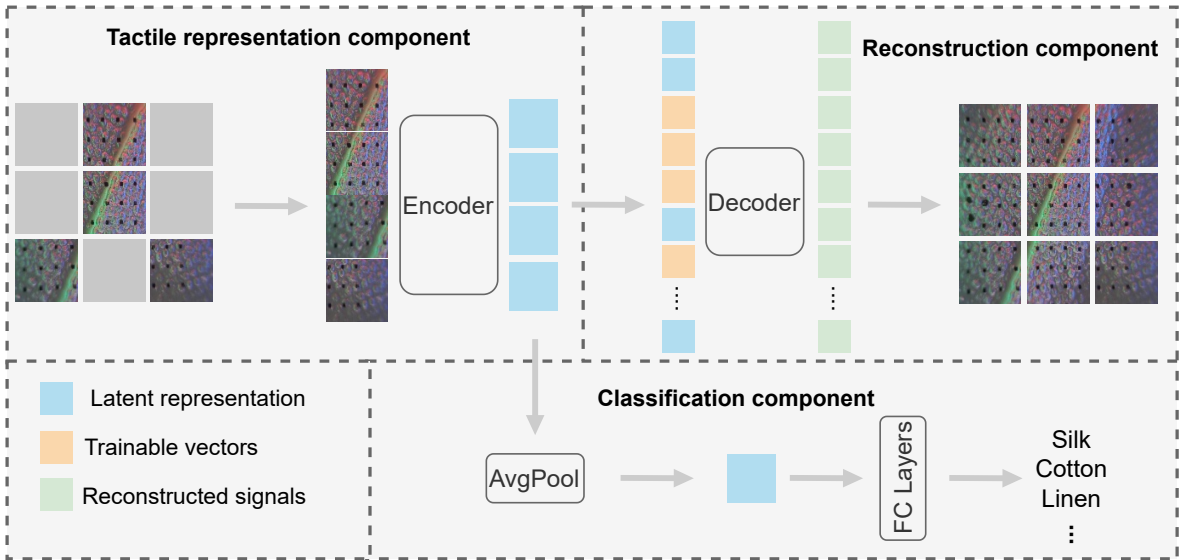 Tactile representation component
Reconstruction component
Encoder
Decoder
Latent representation
Trainable vectors
Reconstructed signals
Classification component
AvgPool
FC Layers
Silk
Cotton
Linen